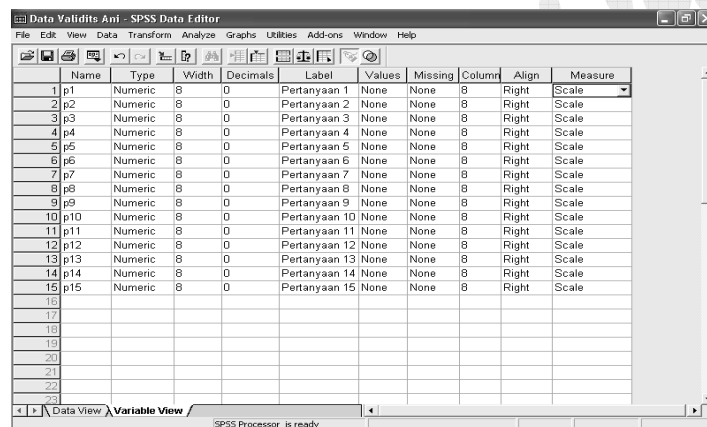 Data Validits Ani - SPSS Data Editor
File Edit View Data Transform Analyze Graphs Utilities Add-ons Window Help
Name Type Width Decimals Label Values Missing Column Align Measure
1 p1 Numeric 8 0 Pertanyaan 1 None None 8 Right Scale
2 p2 Numeric 8 0 Pertanyaan 2 None None 8 Right Scale
3 p3 Numeric 8 0 Pertanyaan 3 None None 8 Right Scale
4 p4 Numeric 8 0 Pertanyaan 4 None None 8 Right Scale
5 p5 Numeric 8 0 Pertanyaan 5 None None 8 Right Scale
6 p6 Numeric 8 0 Pertanyaan 6 None None 8 Right Scale
7 p7 Numeric 8 0 Pertanyaan 7 None None 8 Right Scale
8 p8 Numeric 8 0 Pertanyaan 8 None None 8 Right Scale
9 p9 Numeric 8 0 Pertanyaan 9 None None 8 Right Scale
10 p10 Numeric 8 0 Pertanyaan 10 None None 8 Right Scale
11 p11 Numeric 8 0 Pertanyaan 11 None None 8 Right Scale
12 p12 Numeric 8 0 Pertanyaan 12 None None 8 Right Scale
13 p13 Numeric 8 0 Pertanyaan 13 None None 8 Right Scale
14 p14 Numeric 8 0 Pertanyaan 14 None None 8 Right Scale
15 p15 Numeric 8 0 Pertanyaan 15 None None 8 Right Scale
16
17
18
19
20
21
22
23
Data View Variable View
SPSS Processor is ready